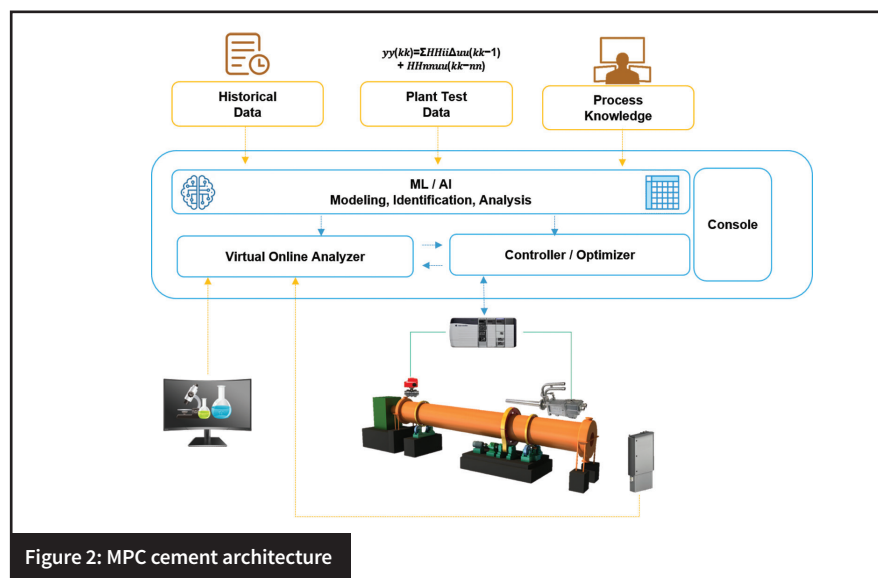 yy(kk)=ΣHHiiΔuu(kk−1)
+ HHnnuu(kk−nn)
Historical
Data
Plant Test
Data
Process
Knowledge
ML / AI
Modeling, Identification, Analysis
Console
Virtual Online Analyzer
Controller / Optimizer
Figure 2: MPC cement architecture